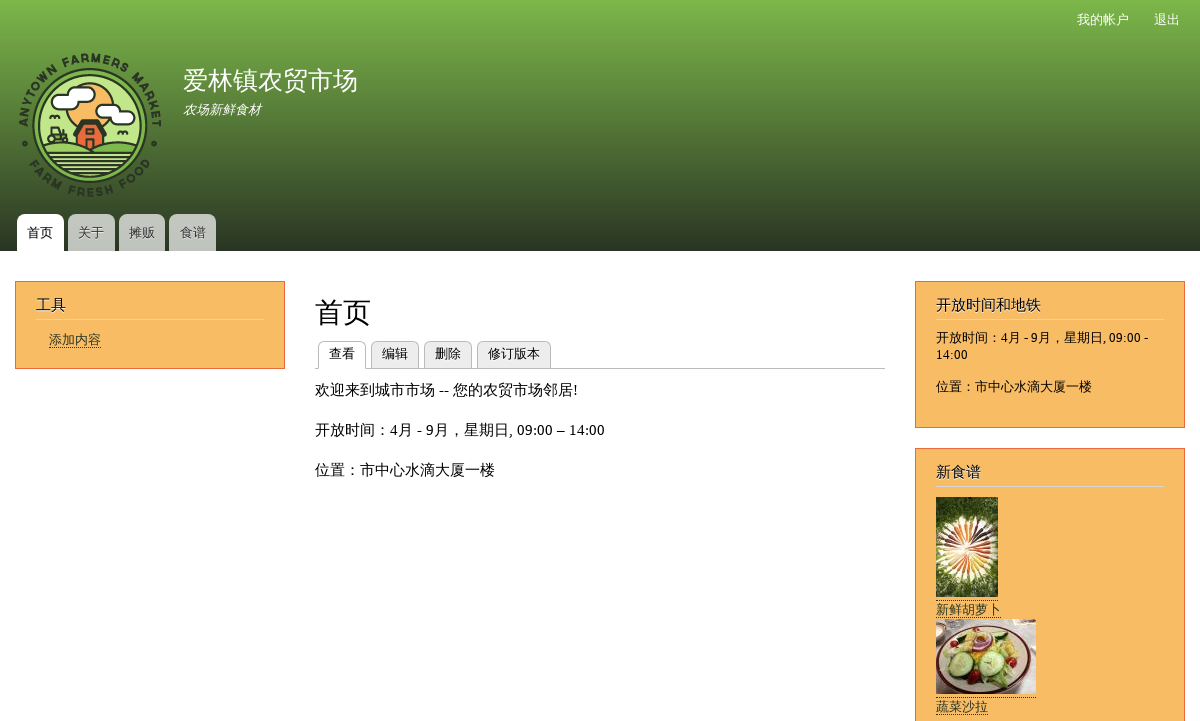 我的帐户 退出
ANYTOWN FARMERS MARKET
FARM FRESH FOOD
爱林镇农贸市场
农场新鲜食材
首页 关于 摊贩 食谱
工具
添加内容
首页
查看 编辑 删除 修订版本
欢迎来到城市市场 -- 您的农贸市场邻居!
开放时间：4月 - 9月，星期日, 09:00 – 14:00
位置：市中心水滴大厦一楼
开放时间和地铁
开放时间：4月 - 9月，星期日, 09:00 -
14:00
位置：市中心水滴大厦一楼
新食谱
新鲜胡萝卜
蔬菜沙拉